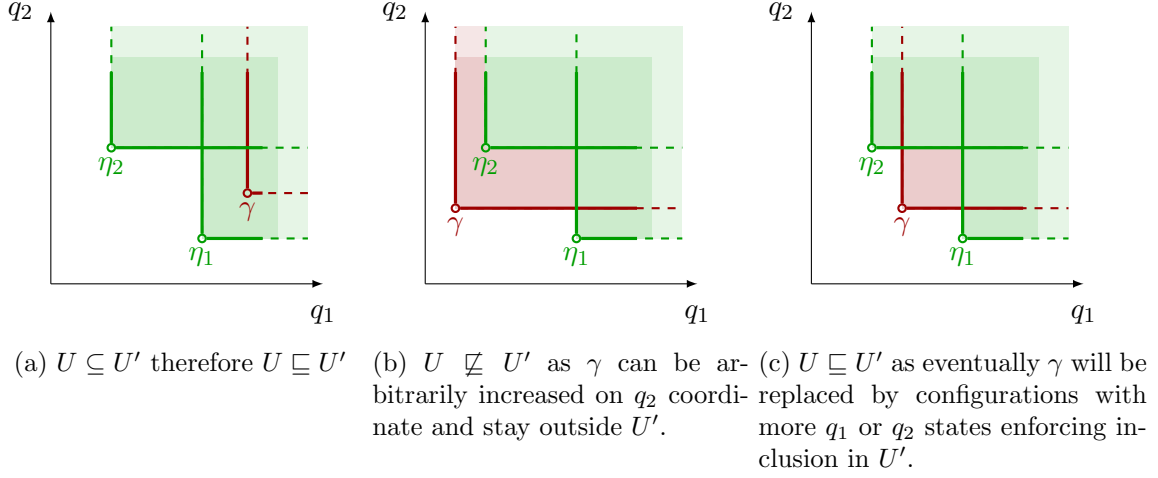 q₂
η₂
γ
η₁
q₁
q₂
η₂
γ
η₁
q₁
q₂
η₂
γ
η₁
q₁
(a) U ⊆ U′ therefore U ⊑ U′
(b) U ⋢ U′ as γ can be ar-
bitrarily increased on q₂ coordi-
nate and stay outside U′.
(c) U ⊑ U′ as eventually γ will be
replaced by configurations with
more q₁ or q₂ states enforcing in-
clusion in U′.